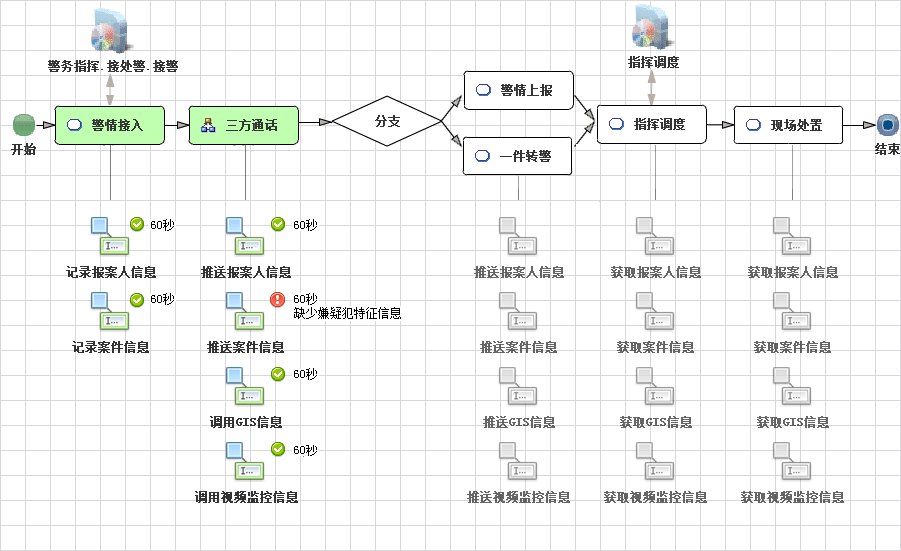 警务指挥.接处警.接警
指挥调度
开始
警情接入
三方通话
分支
警情上报
一件转警
指挥调度
现场处置
结束
60秒
记录报案人信息
60秒
记录案件信息
60秒
推送报案人信息
60秒
缺少嫌疑犯特征信息
推送案件信息
60秒
调用GIS信息
60秒
调用视频监控信息
推送报案人信息
推送案件信息
推送GIS信息
推送视频监控信息
获取报案人信息
获取案件信息
获取GIS信息
获取视频监控信息
获取报案人信息
获取案件信息
获取GIS信息
获取视频监控信息